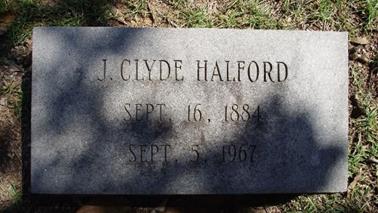 J. CLYDE HALFORD
SEPT. 16, 1884
SEPT. 5, 1967